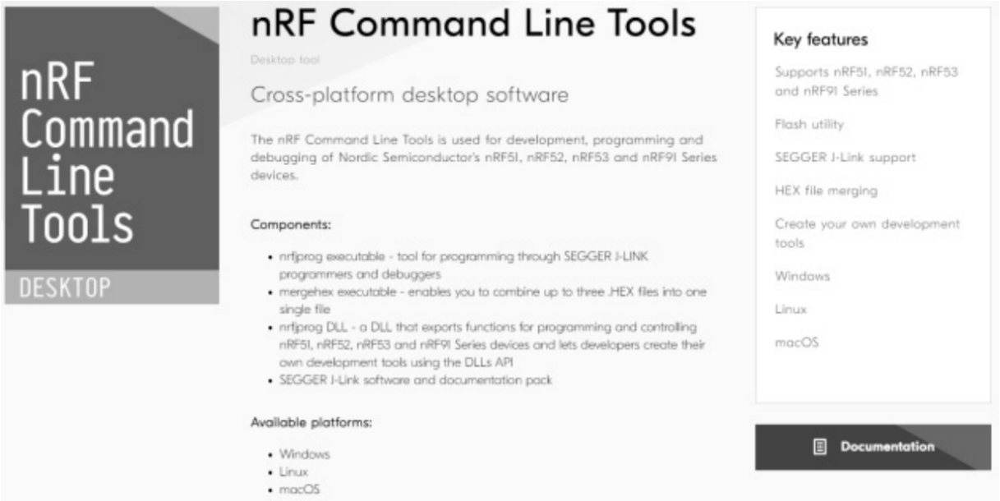 nRF
Command
Line
Tools
DESKTOP
nRF Command Line Tools
Desktop tool
Cross-platform desktop software
The nRF Command Line Tools is used for development, programming and
debugging of Nordic Semiconductor's nRF51, nRF52, nRF53 and nRF91 Series
devices.
Components:
• nrfjprog executable - tool for programming through SEGGER J-LINK
programmers and debuggers
• mergehex executable - enables you to combine up to three .HEX files into one
single file
• nrfjprog DLL - a DLL that exports functions for programming and controlling
nRF51, nRF52, nRF53 and nRF91 Series devices and lets developers create their
own development tools using the DLLs API
• SEGGER J-Link software and documentation pack
Available platforms:
• Windows
• Linux
• macOS
Key features
Supports nRF51, nRF52, nRF53
and nRF91 Series
Flash utility
SEGGER J-Link support
HEX file merging
Create your own development
tools
Windows
Linux
macOS
Documentation